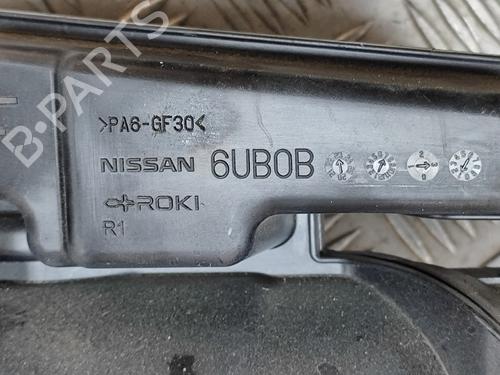 B-PARTS
>PA6-GF30<
NISSAN 6UB0B
ROKI
R1